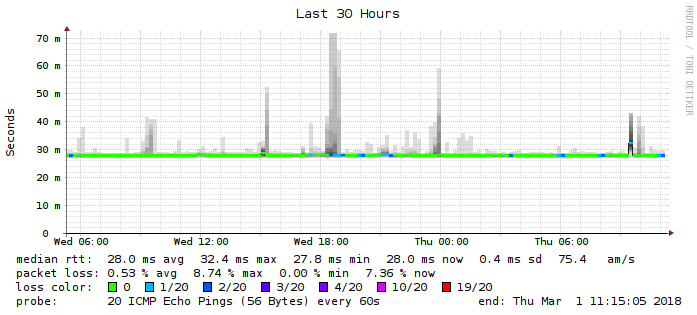 Last 30 Hours
RRDTOOL / TOBI OETIKER
Seconds
70 m
60 m
50 m
40 m
30 m
20 m
10 m
0
Wed 06:00 Wed 12:00 Wed 18:00 Thu 00:00 Thu 06:00
median rtt: 28.0 ms avg 32.4 ms max 27.8 ms min 28.0 ms now 0.4 ms sd 75.4 am/s
packet loss: 0.53 % avg 8.74 % max 0.00 % min 7.36 % now
loss color: 0 1/20 2/20 3/20 4/20 10/20 19/20
probe: 20 ICMP Echo Pings (56 Bytes) every 60s end: Thu Mar 1 11:15:05 2018